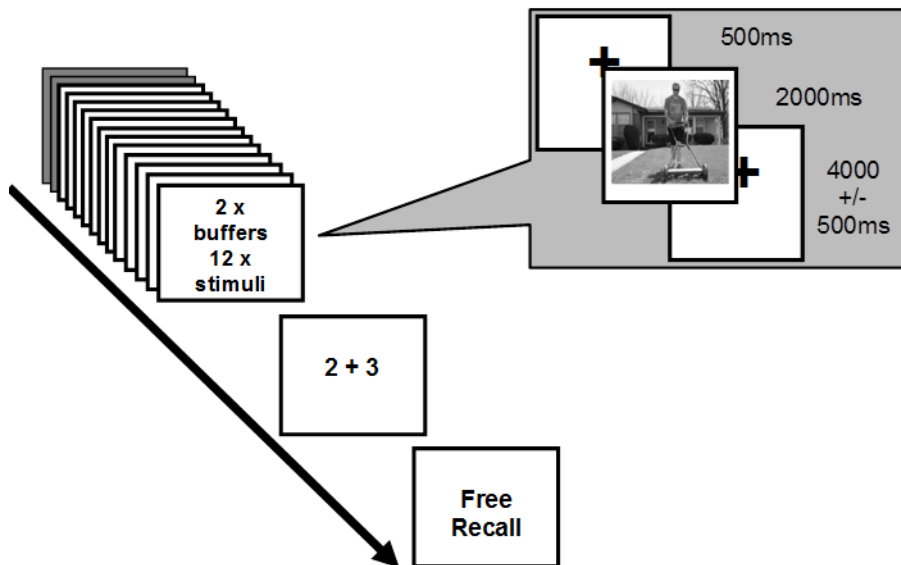 500ms
2000ms
4000
+/-
500ms
2 x
buffers
12 x
stimuli
2 + 3
Free
Recall